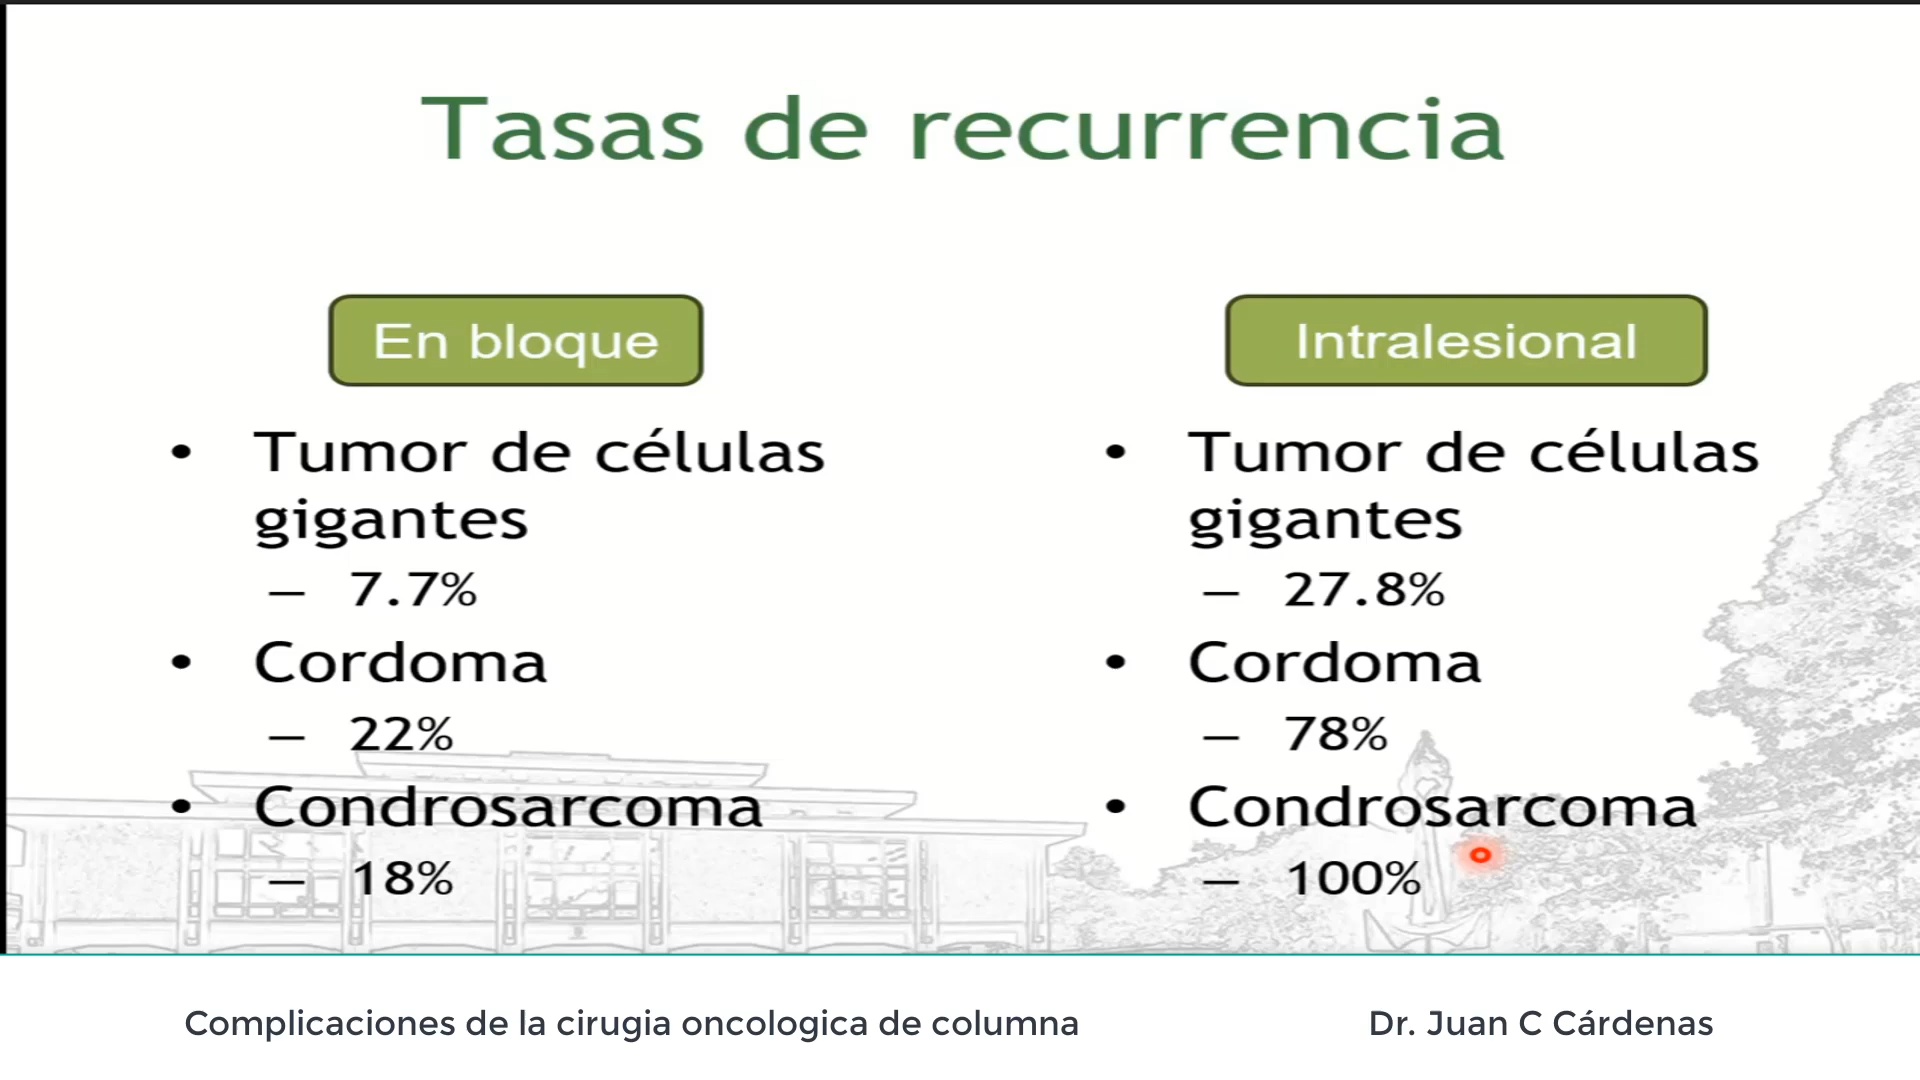 Tasas de recurrencia
En bloque
• Tumor de células
gigantes
– 7.7%
• Cordoma
– 22%
• Condrosarcoma
– 18%
Intralesional
• Tumor de células
gigantes
– 27.8%
• Cordoma
– 78%
• Condrosarcoma
– 100%
Complicaciones de la cirugia oncologica de columna
Dr. Juan C Cárdenas